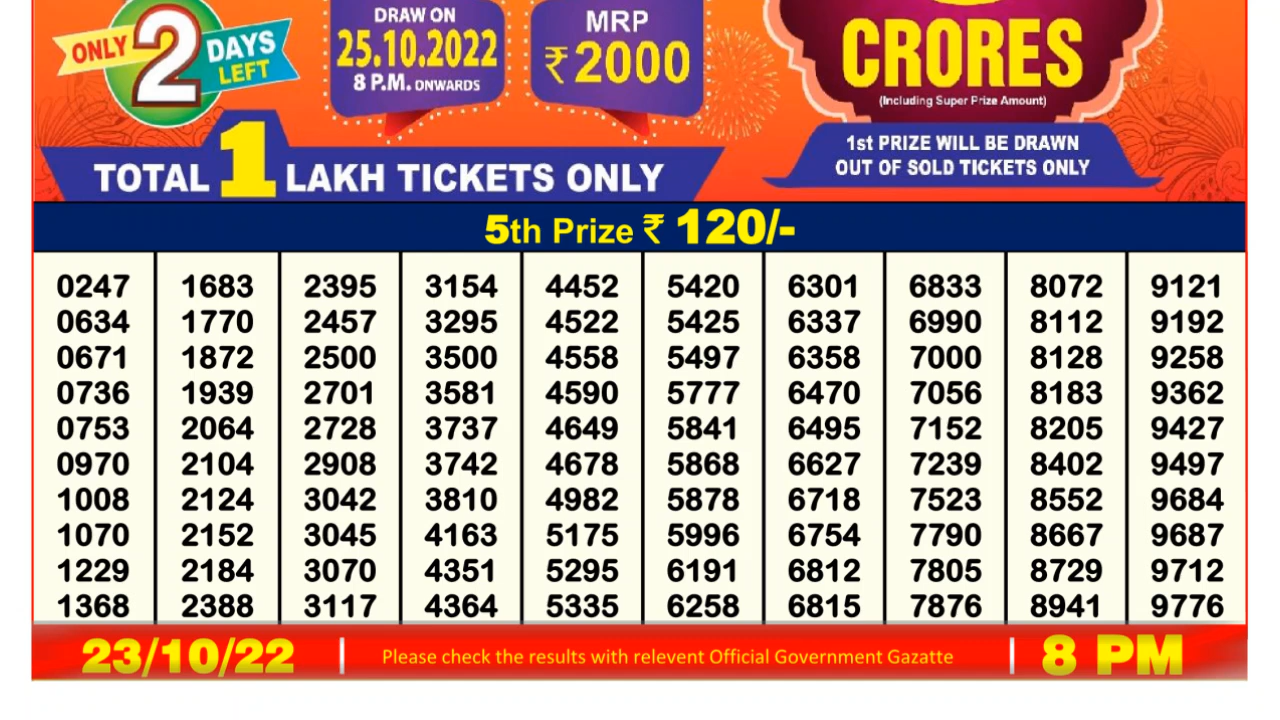 ONLY 2 DAYS LEFT
DRAW ON
25.10.2022
8 P.M. ONWARDS
MRP
₹2000
CRORES
(Including Super Prize Amount)
1st PRIZE WILL BE DRAWN
OUT OF SOLD TICKETS ONLY
TOTAL 1 LAKH TICKETS ONLY
5th Prize ₹ 120/-
0247 1683 2395 3154 4452 5420 6301 6833 8072 9121
0634 1770 2457 3295 4522 5425 6337 6990 8112 9192
0671 1872 2500 3500 4558 5497 6358 7000 8128 9258
0736 1939 2701 3581 4590 5777 6470 7056 8183 9362
0753 2064 2728 3737 4649 5841 6495 7152 8205 9427
0970 2104 2908 3742 4678 5868 6627 7239 8402 9497
1008 2124 3042 3810 4982 5878 6718 7523 8552 9684
1070 2152 3045 4163 5175 5996 6754 7790 8667 9687
1229 2184 3070 4351 5295 6191 6812 7805 8729 9712
1368 2388 3117 4364 5335 6258 6815 7876 8941 9776
23/10/22 | Please check the results with relevent Official Government Gazatte | 8 PM